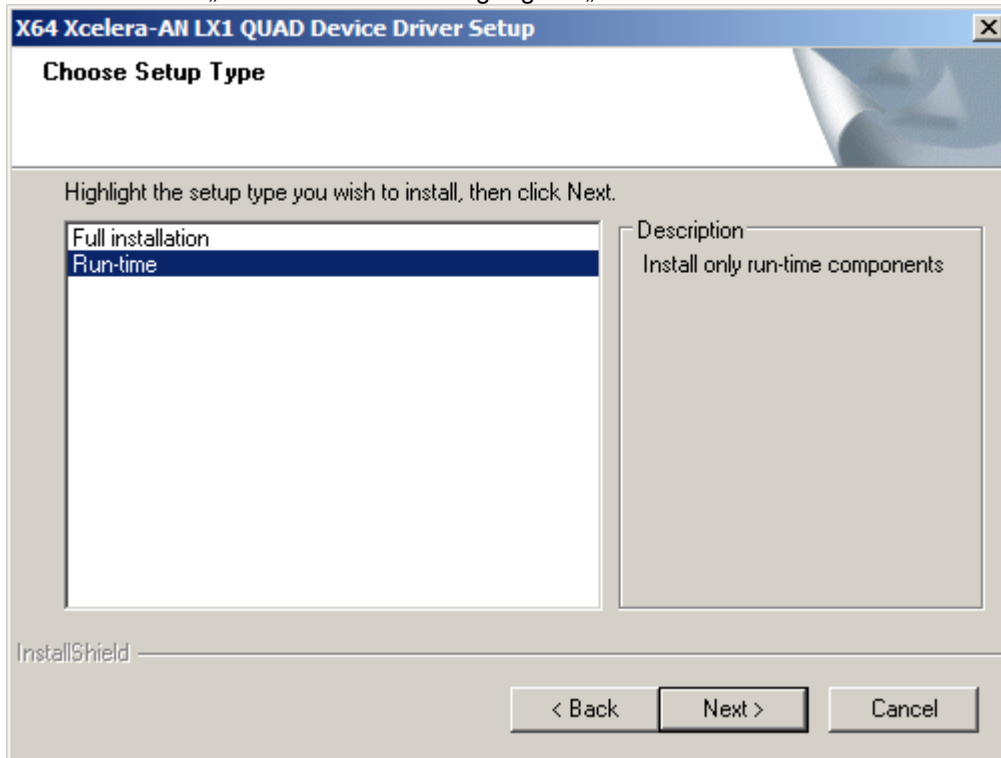 X64 Xcelera-AN LX1 QUAD Device Driver Setup
Choose Setup Type
Highlight the setup type you wish to install, then click Next.
Full installation
Run-time
Description
Install only run-time components
InstallShield
< Back
Next >
Cancel